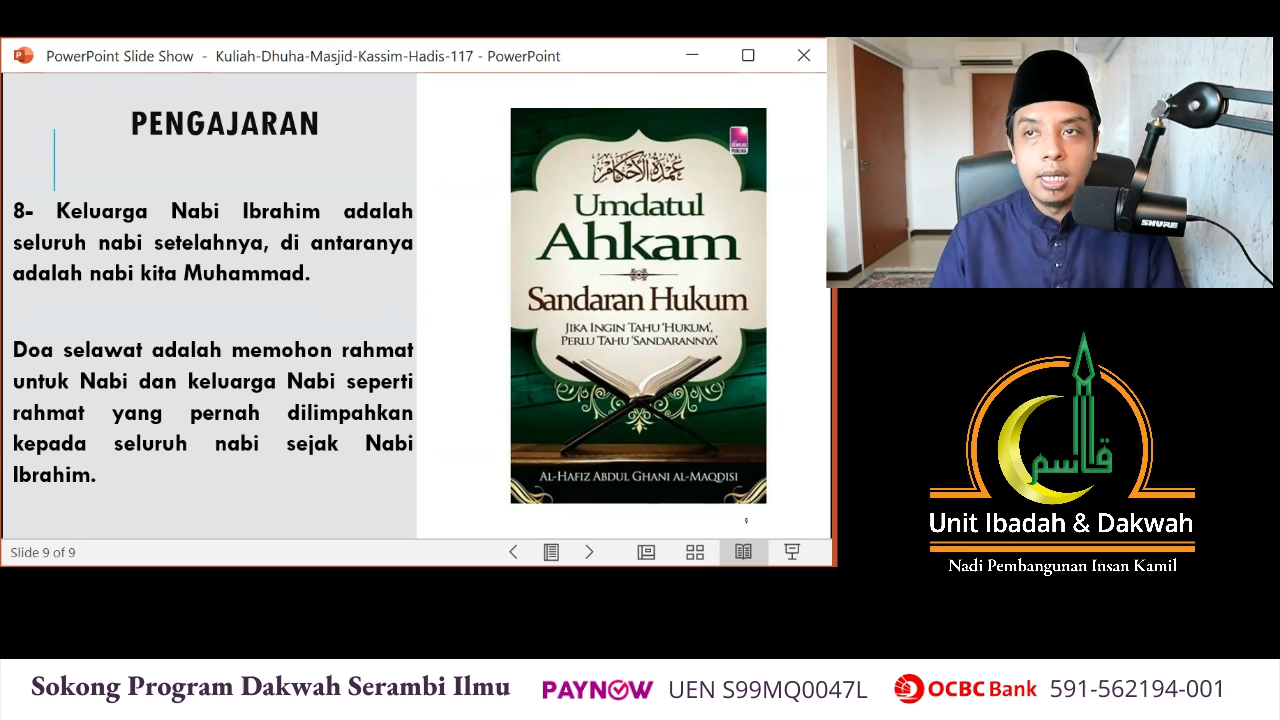 PowerPoint Slide Show - Kuliah-Dhuha-Masjid-Kassim-Hadis-117 - PowerPoint
PENGAJARAN
8- Keluarga Nabi Ibrahim adalah
seluruh nabi setelahnya, di antaranya
adalah nabi kita Muhammad.
Doa selawat adalah memohon rahmat
untuk Nabi dan keluarga Nabi seperti
rahmat yang pernah dilimpahkan
kepada seluruh nabi sejak Nabi
Ibrahim.
عمدة الأحكام
Umdatul
Ahkam
Sandaran Hukum
JIKA INGIN TAHU 'HUKUM',
PERLU TAHU 'SANDARANNYA'
AL-HAFIZ ABDUL GHANI AL-MAQDISI
9
Slide 9 of 9
SHURE
قاسم
Unit Ibadah & Dakwah
Nadi Pembangunan Insan Kamil
Sokong Program Dakwah Serambi Ilmu PAYNOW UEN S99MQ0047L OCBC Bank 591-562194-001